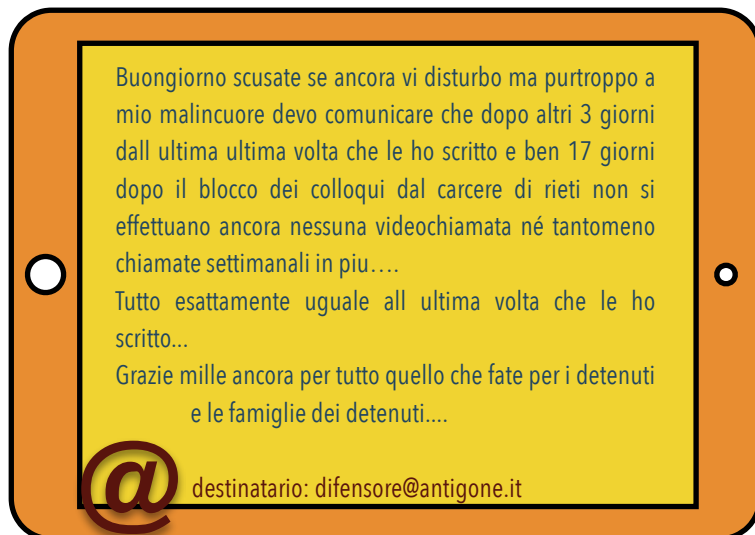 Buongiorno scusate se ancora vi disturbo ma purtroppo a
mio malincuore devo comunicare che dopo altri 3 giorni
dall ultima ultima volta che le ho scritto e ben 17 giorni
dopo il blocco dei colloqui dal carcere di rieti non si
effettuano ancora nessuna videochiamata né tantomeno
chiamate settimanali in piu….
Tutto esattamente uguale all ultima volta che le ho
scritto...
Grazie mille ancora per tutto quello che fate per i detenuti
e le famiglie dei detenuti....
@ destinatario: difensore@antigone.it